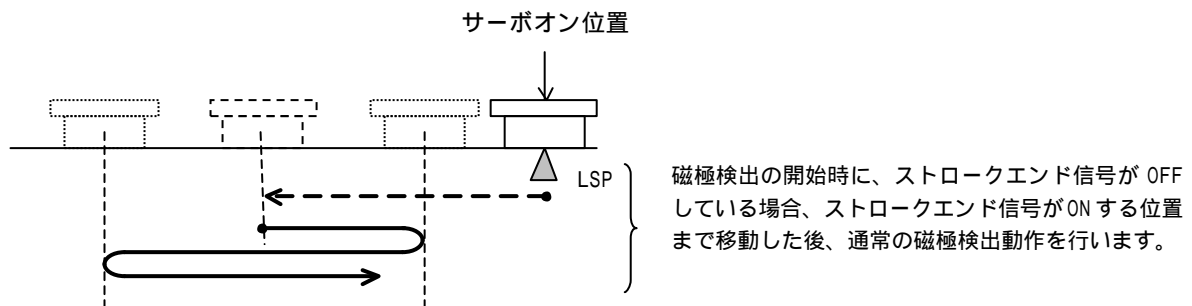 サーボオン位置
LSP
磁極検出の開始時に、ストロークエンド信号が OFF
している場合、ストロークエンド信号が ON する位置
まで移動した後、通常の磁極検出動作を行います。